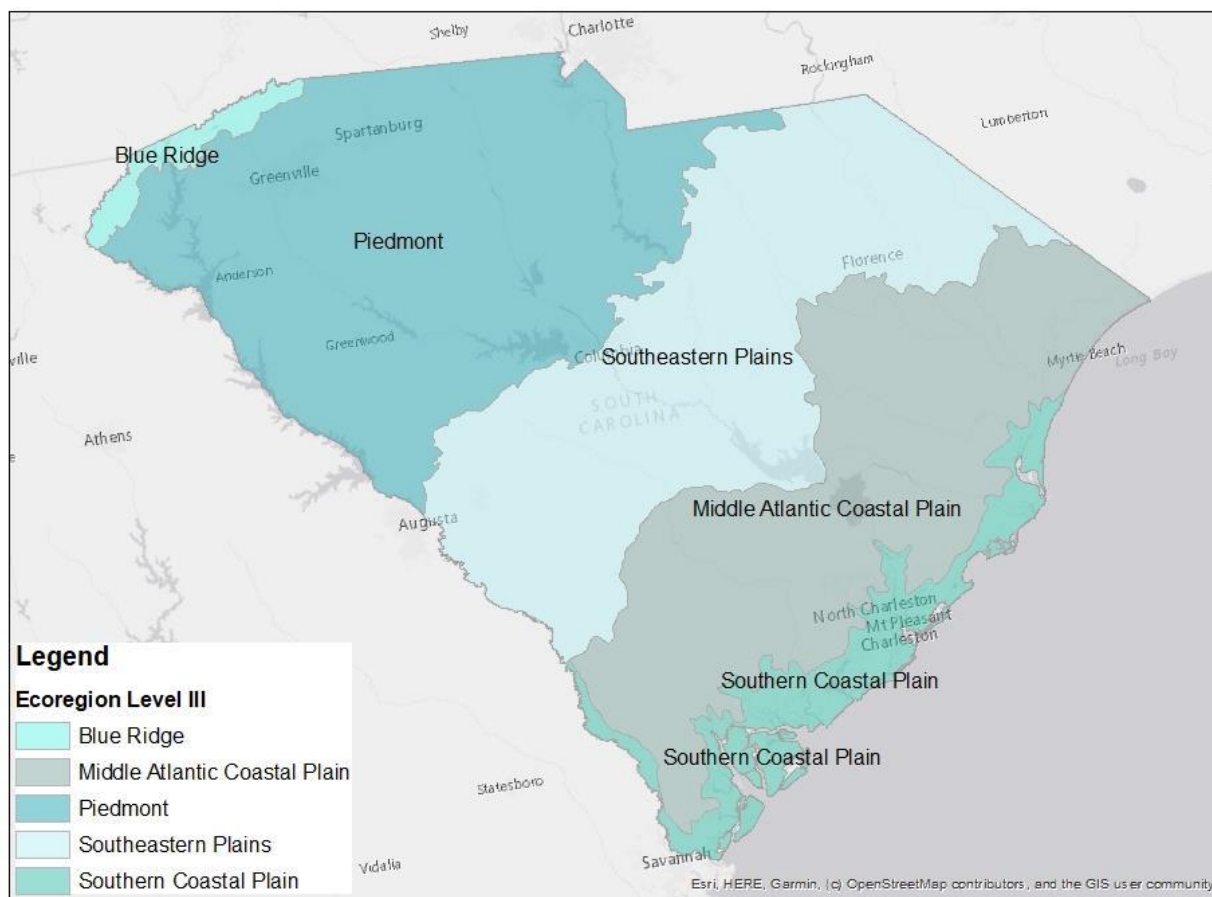 Shelby
Charlotte
Rockingham
Lumberton
Spartanburg
Blue Ridge
Greenville
Piedmont
Anderson
Florence
Greenwood
Columbia
Southeastern Plains
Myrtle Beach
Long Bay
ville
SOUTH
CAROLINA
Athens
e
Middle Atlantic Coastal Plain
Augusta
North Charleston
Mt Pleasant
Charleston
Southern Coastal Plain
Southern Coastal Plain
Statesboro
Savannah
Vidalia
Legend
Ecoregion Level III
Blue Ridge
Middle Atlantic Coastal Plain
Piedmont
Southeastern Plains
Southern Coastal Plain
Esri, HERE, Garmin, (c) OpenStreetMap contributors, and the GIS user community